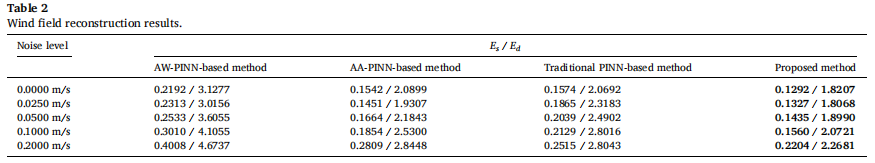 Table 2
Wind field reconstruction results.
Noise level E_s / E_d
AW-PINN-based method AA-PINN-based method Traditional PINN-based method Proposed method
0.0000 m/s 0.2192 / 3.1277 0.1542 / 2.0899 0.1574 / 2.0692 0.1292 / 1.8207
0.0250 m/s 0.2313 / 3.0156 0.1451 / 1.9307 0.1865 / 2.3183 0.1327 / 1.8068
0.0500 m/s 0.2533 / 3.6055 0.1664 / 2.1843 0.2039 / 2.4902 0.1435 / 1.8990
0.1000 m/s 0.3010 / 4.1055 0.1854 / 2.5300 0.2129 / 2.8016 0.1560 / 2.0721
0.2000 m/s 0.4008 / 4.6737 0.2809 / 2.8448 0.2515 / 2.8043 0.2204 / 2.2681